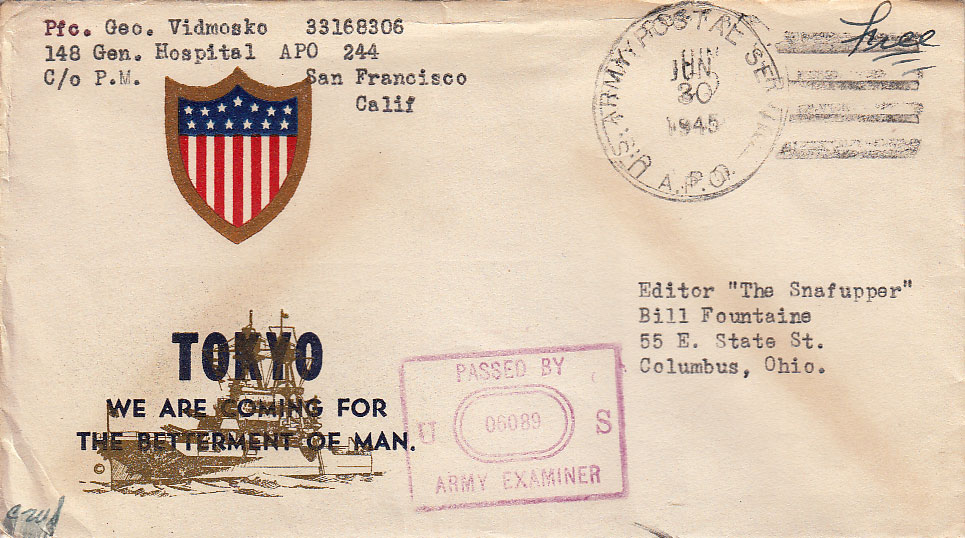 Pfc. Geo. Vidmosko 33168306
148 Gen. Hospital APO 244
C/o P.M. San Francisco
Calif
U.S. ARMY POSTAL SERVICE
JUN
30
1945
A.P.O.
Free
Editor "The Snafupper"
Bill Fountaine
55 E. State St.
Columbus, Ohio.
TOKYO
WE ARE COMING FOR
THE BETTERMENT OF MAN.
PASSED BY
U 06089 S
ARMY EXAMINER